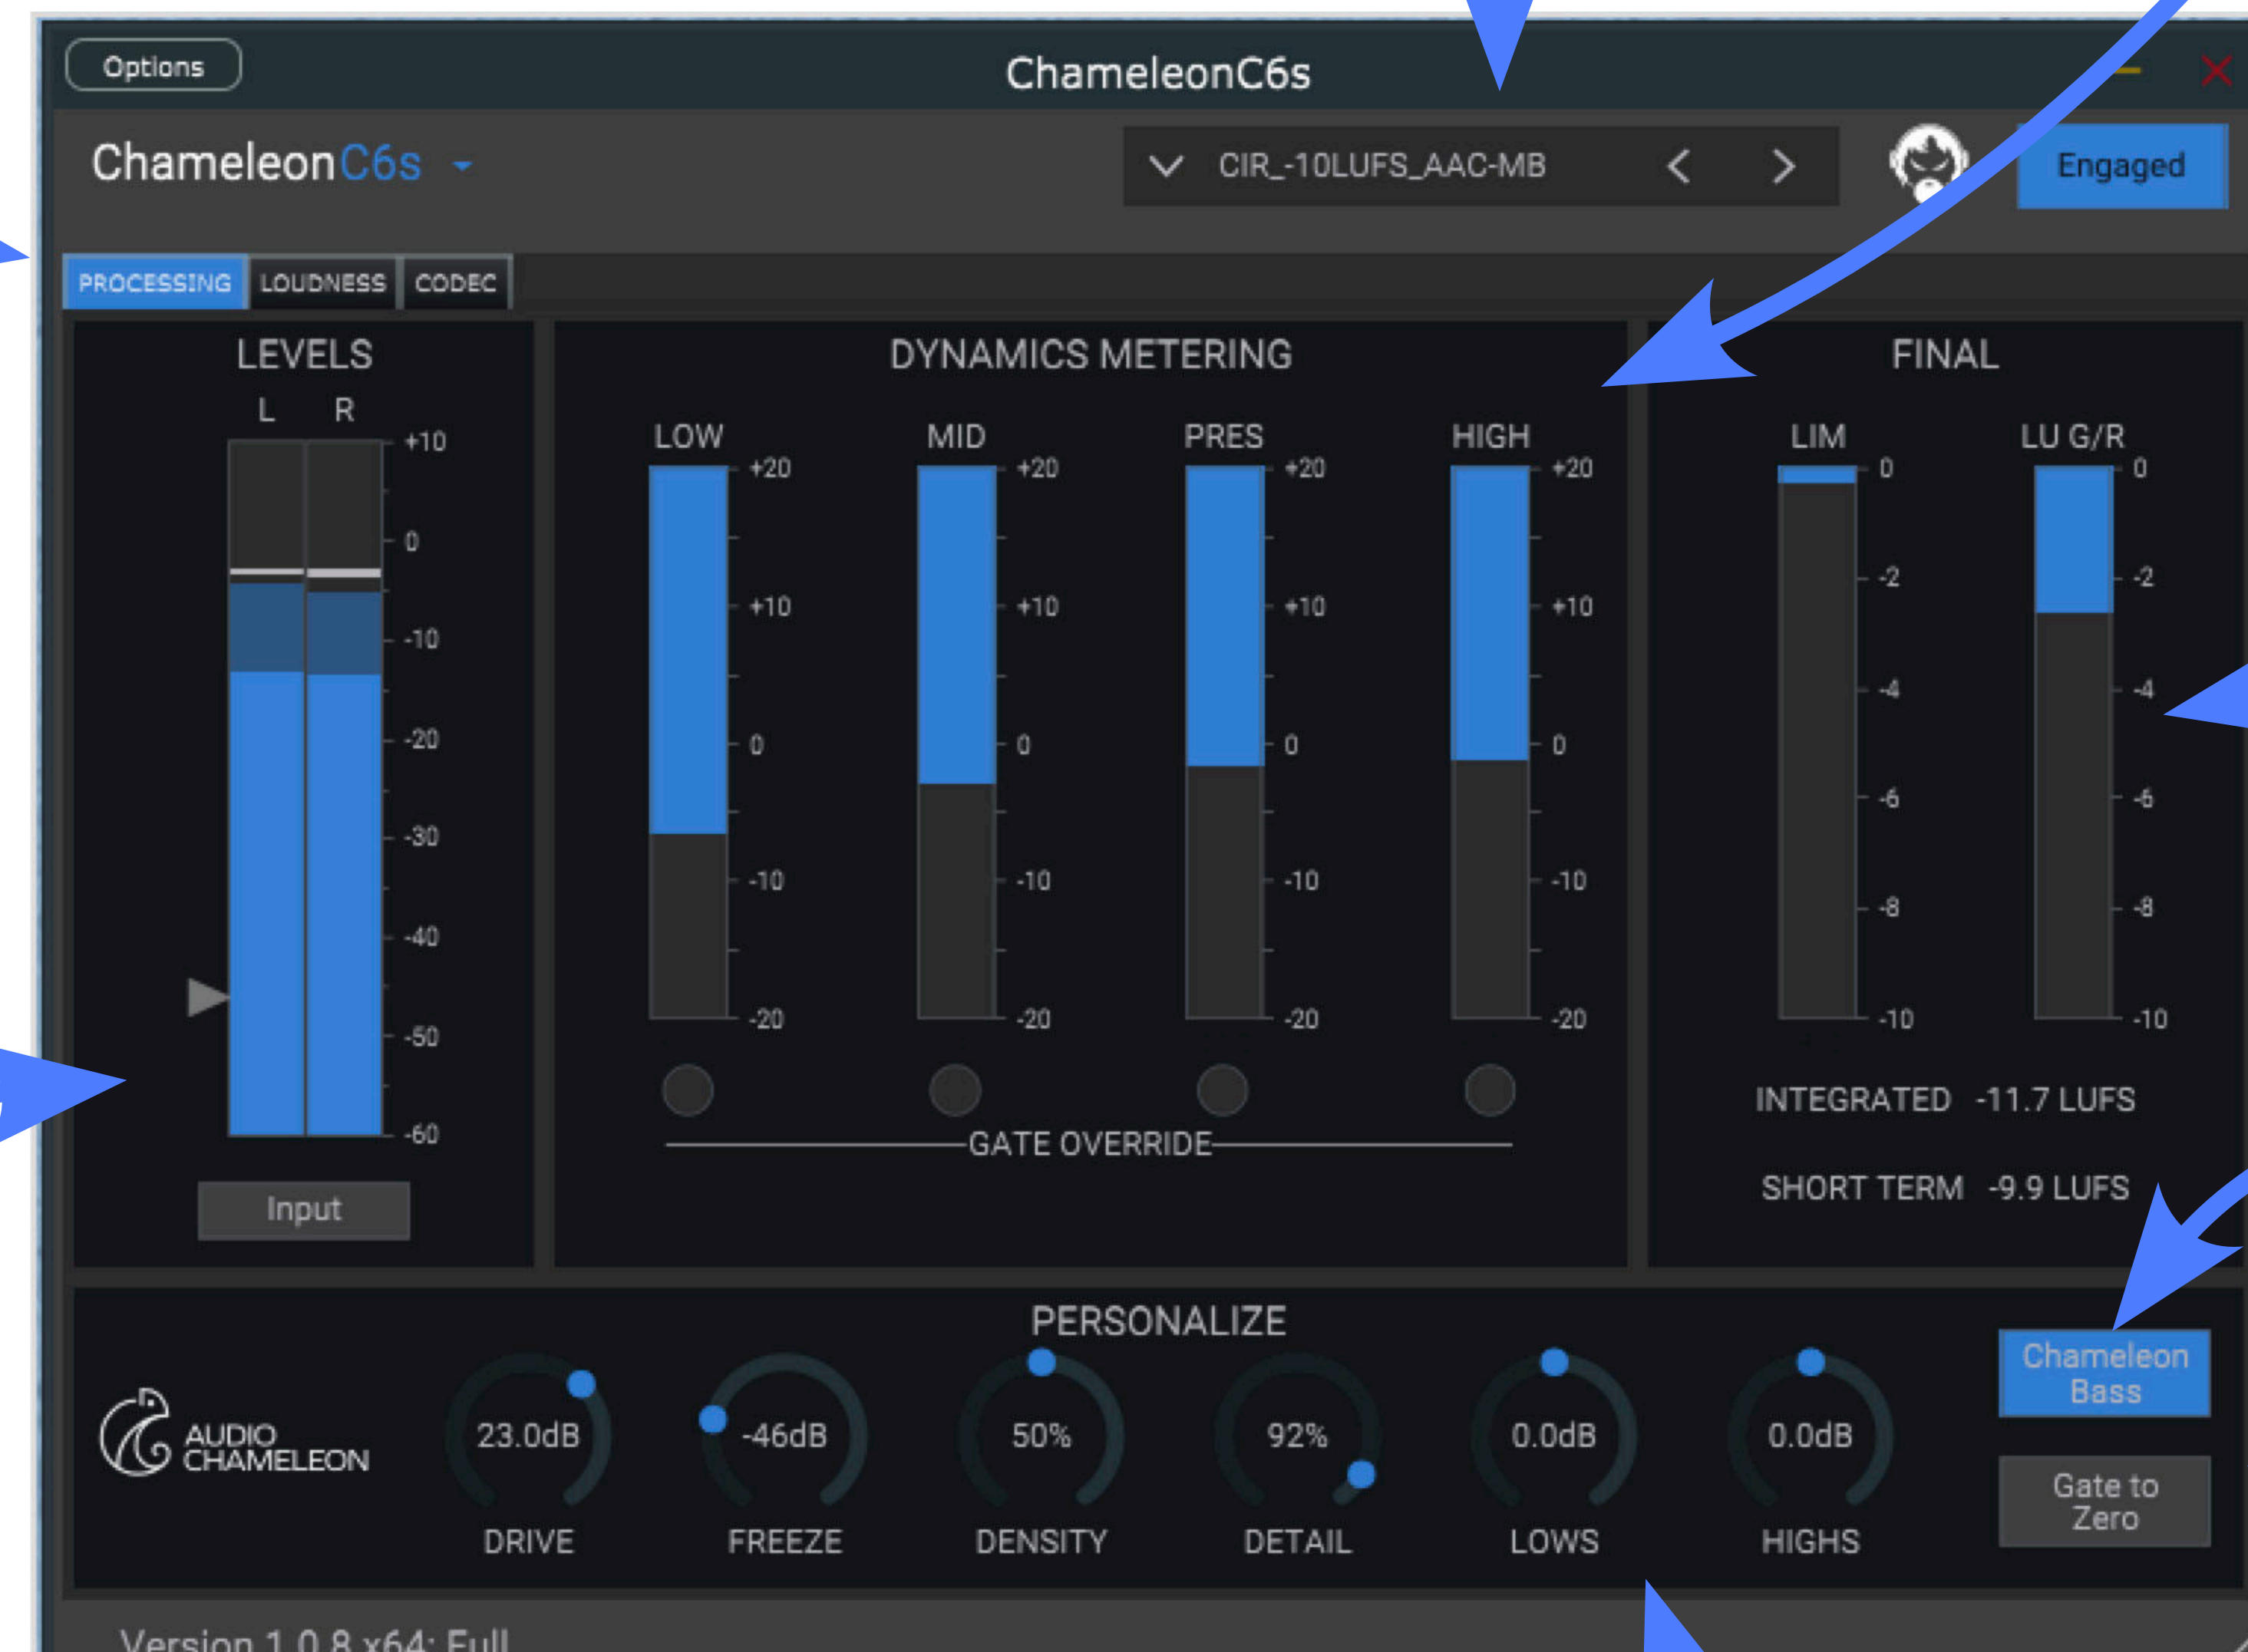 Options
ChameleonC6s
ChameleonC6s
CIR_-10LUFS_AAC-MB
Engaged
PROCESSING LOUDNESS CODEC
LEVELS
L R
+10
0
-10
-20
-30
-40
-50
-60
Input
DYNAMICS METERING
LOW MID PRES HIGH
+20 +20 +20 +20
+10 +10 +10 +10
0 0 0 0
-10 -10 -10 -10
-20 -20 -20 -20
GATE OVERRIDE
FINAL
LIM LU G/R
0 0
-2 -2
-4 -4
-6 -6
-8 -8
-10 -10
INTEGRATED -11.7 LUFS
SHORT TERM -9.9 LUFS
PERSONALIZE
AUDIO
CHAMELEON
23.0dB -46dB 50% 92% 0.0dB 0.0dB
DRIVE FREEZE DENSITY DETAIL LOWS HIGHS
Chameleon
Bass
Gate to
Zero
Version 1.0.8 x64: Full